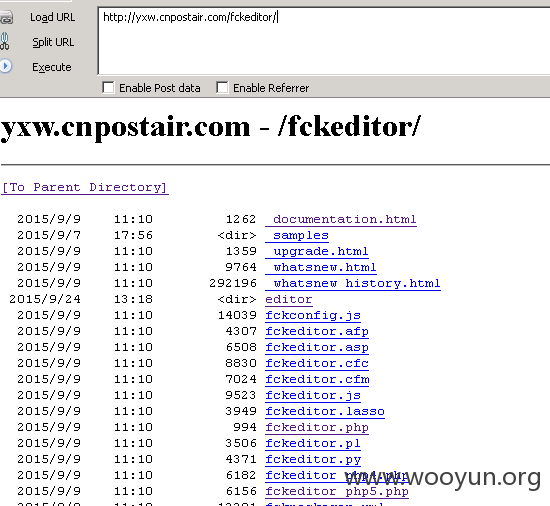 Load URL
http://yxw.cnpostair.com/fckeditor/
Split URL
Execute
Enable Post data Enable Referrer
yxw.cnpostair.com - /fckeditor/
[To Parent Directory]
2015/9/9 11:10 1262 _documentation.html
2015/9/7 17:56 <dir> _samples
2015/9/9 11:10 1359 _upgrade.html
2015/9/9 11:10 9764 _whatsnew.html
2015/9/9 11:10 292196 _whatsnew_history.html
2015/9/24 13:18 <dir> editor
2015/9/9 11:10 14039 fckconfig.js
2015/9/9 11:10 4307 fckeditor.afp
2015/9/9 11:10 6508 fckeditor.asp
2015/9/9 11:10 8830 fckeditor.cfc
2015/9/9 11:10 7024 fckeditor.cfm
2015/9/9 11:10 9523 fckeditor.js
2015/9/9 11:10 3949 fckeditor.lasso
2015/9/9 11:10 994 fckeditor.php
2015/9/9 11:10 3506 fckeditor.pl
2015/9/9 11:10 4371 fckeditor.py
2015/9/9 11:10 6182 fckeditor_php4.php
2015/9/9 11:10 6156 fckeditor_php5.php
www.wooyun.org